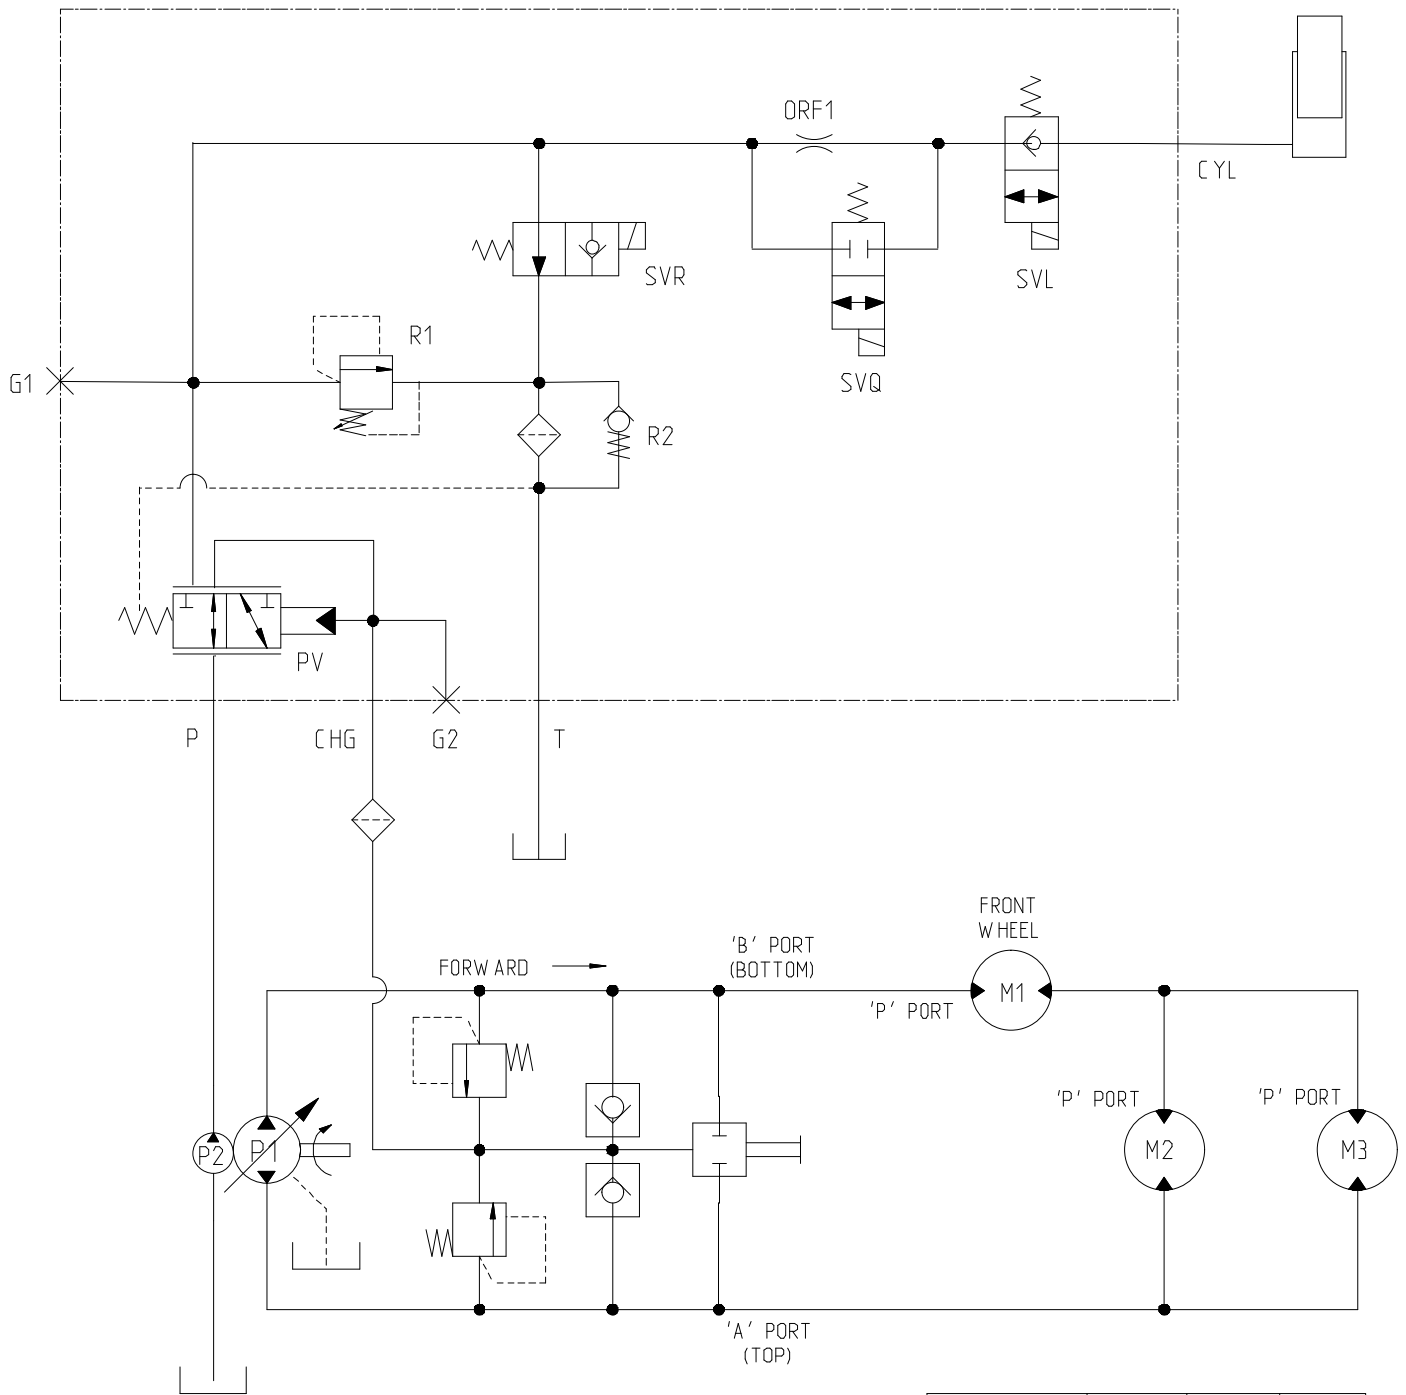 ORF1
CYL
SVR
SVL
R1
G1
SVQ
R2
PV
P
CHG
G2
T
FRONT
WHEEL
'B' PORT
(BOTTOM)
FORWARD
M1
'P' PORT
'P' PORT
'P' PORT
P2
P1
M2
M3
'A' PORT
(TOP)